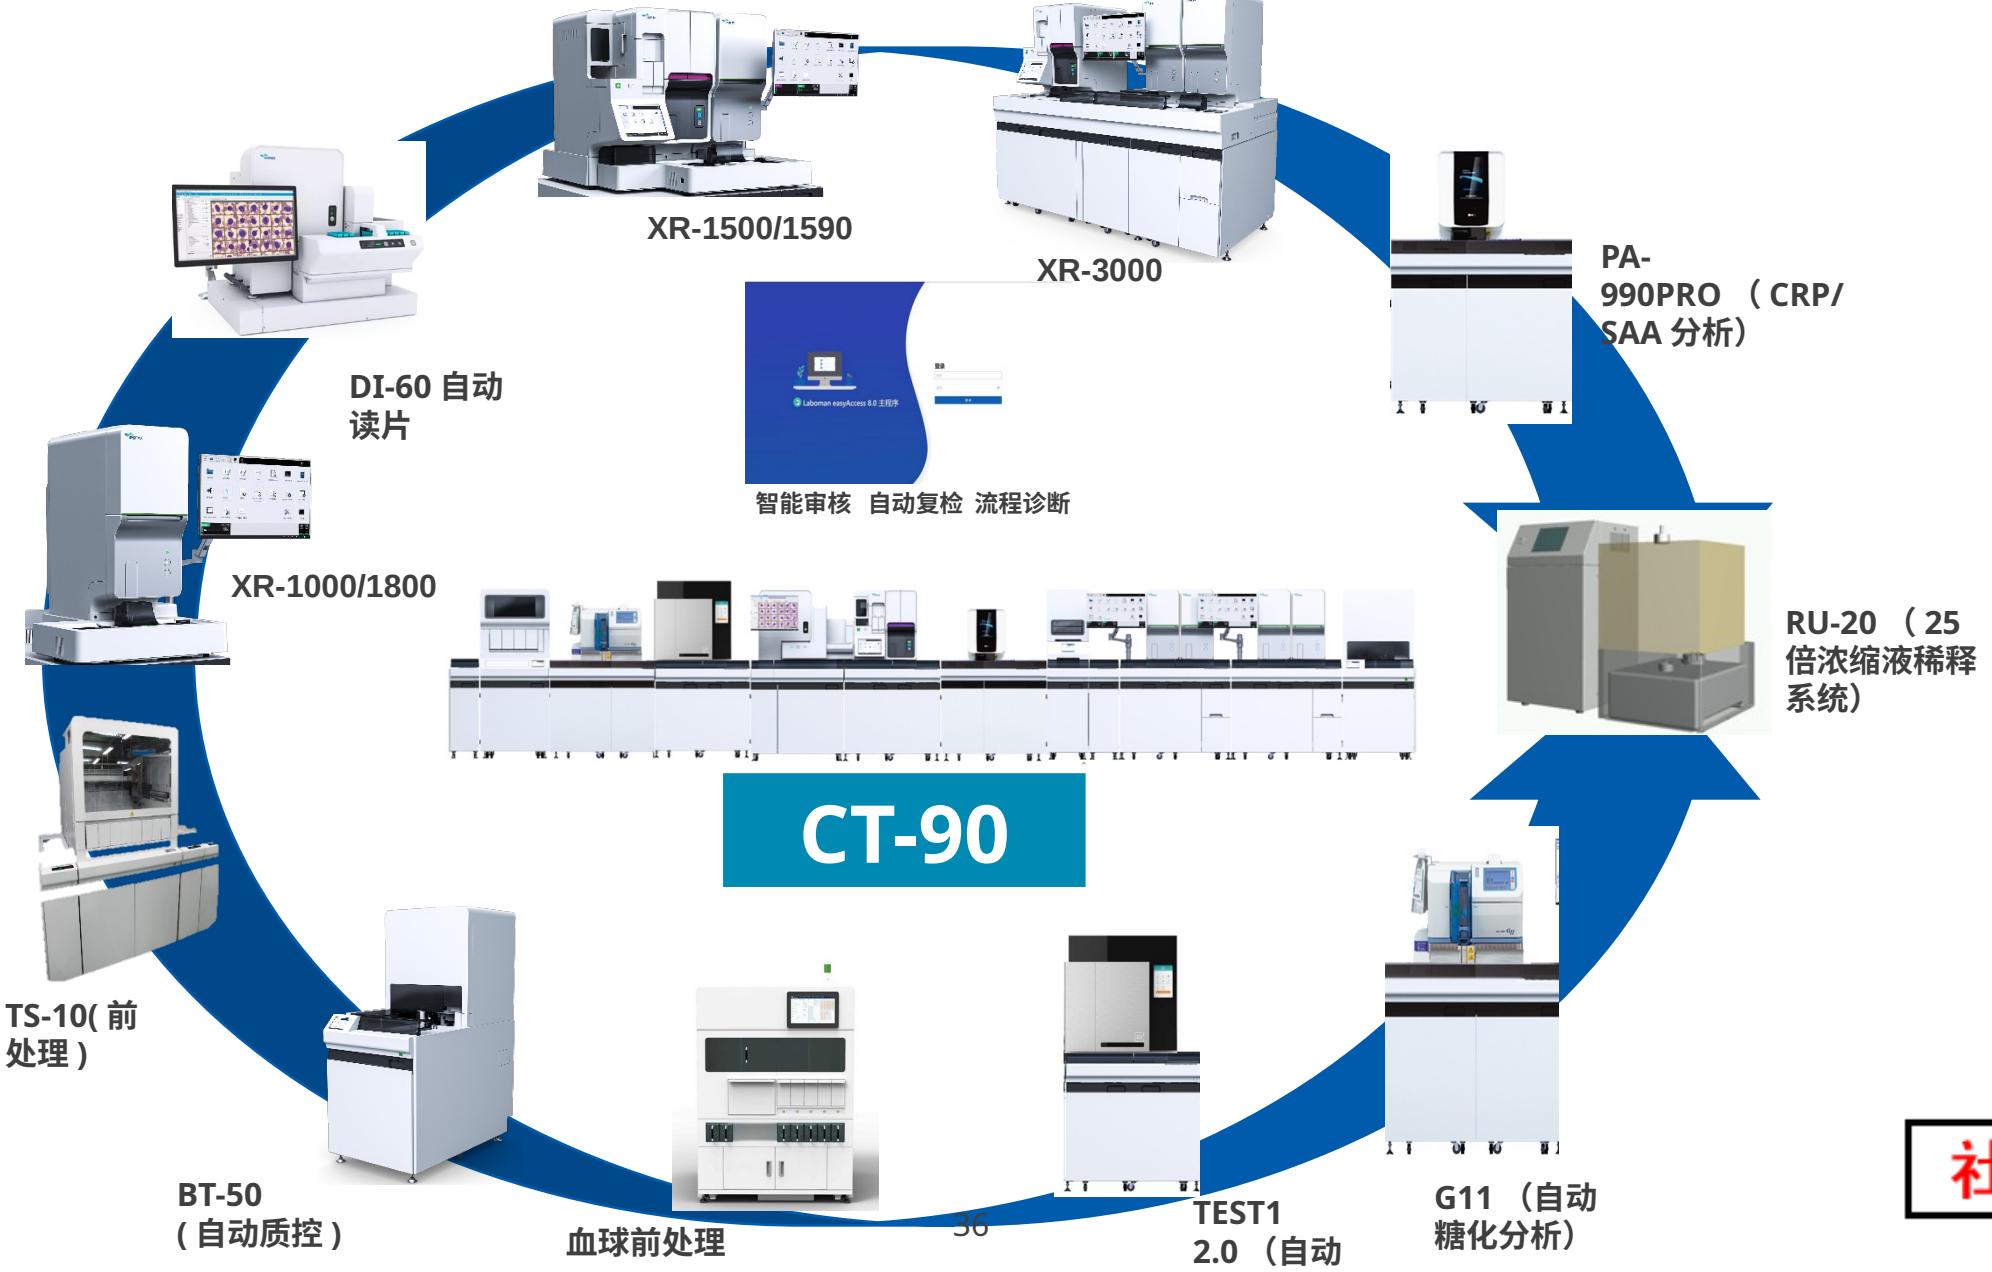 XR-1500/1590
XR-3000
PA-
990PRO （ CRP/
SAA 分析）
DI-60 自动
读片
登录
Laboman easyAccess 8.0 主程序
智能审核 自动复检 流程诊断
XR-1000/1800
RU-20 （ 25
倍浓缩液稀释
系统）
CT-90
TS-10( 前
处理 )
BT-50
( 自动质控 )
血球前处理
36
TEST1
2.0 （自动
G11 （自动
糖化分析）
社